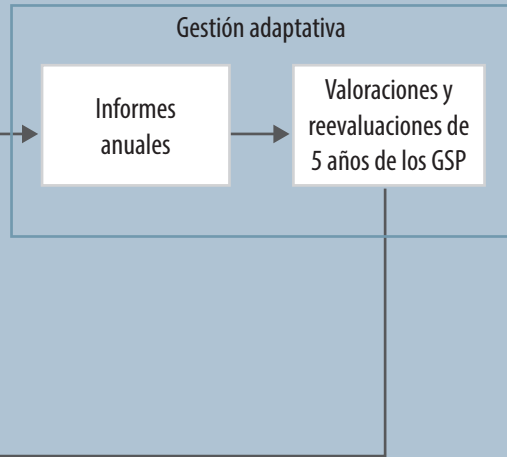 Gestión adaptativa
Informes
anuales
Valoraciones y
reevaluaciones de
5 años de los GSP